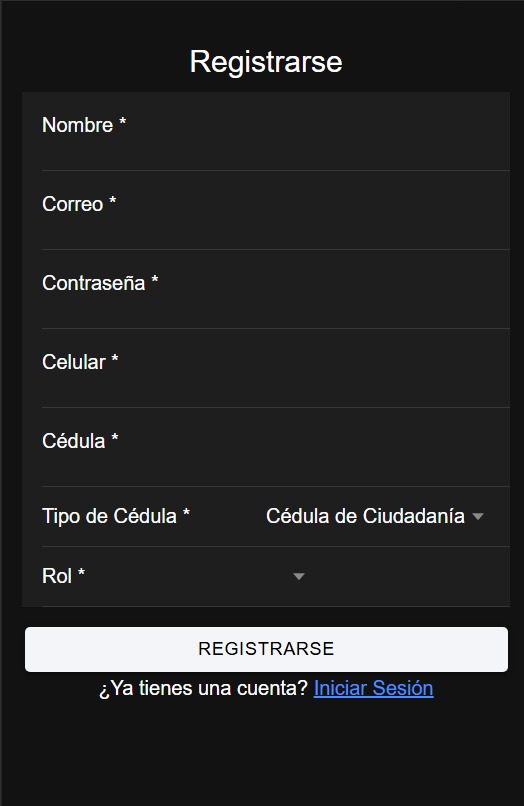 Registrarse
Nombre *
Correo *
Contraseña *
Celular *
Cédula *
Tipo de Cédula * Cédula de Ciudadanía
Rol *
REGISTRARSE
¿Ya tienes una cuenta? Iniciar Sesión